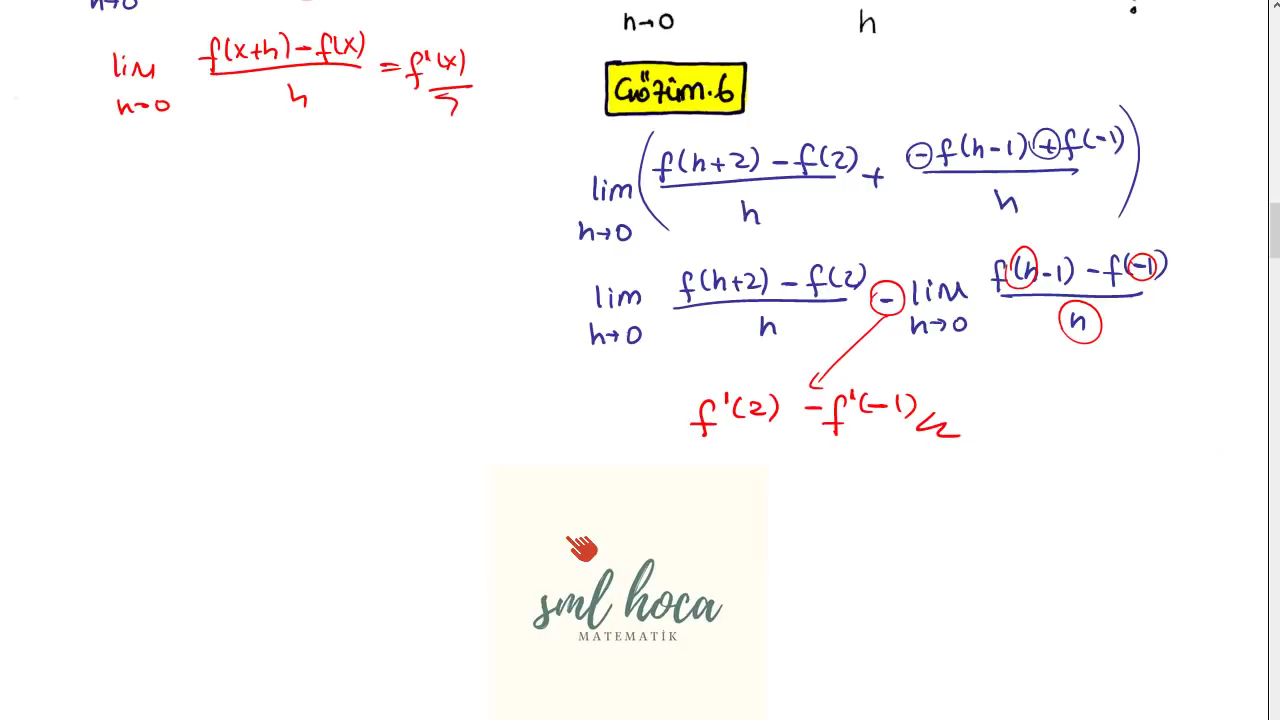 h→0
lim f(x+h) - f(x) / h = f'(x)
h→0
h→0 h
Çözüm.6
lim ( f(h+2) - f(2) / h + -f(h-1) + f(-1) / h )
h→0
lim f(h+2) - f(2) / h - lim f(h-1) - f(-1) / h
h→0 h→0
f'(2) - f'(-1)
sml hoca
MATEMATİK